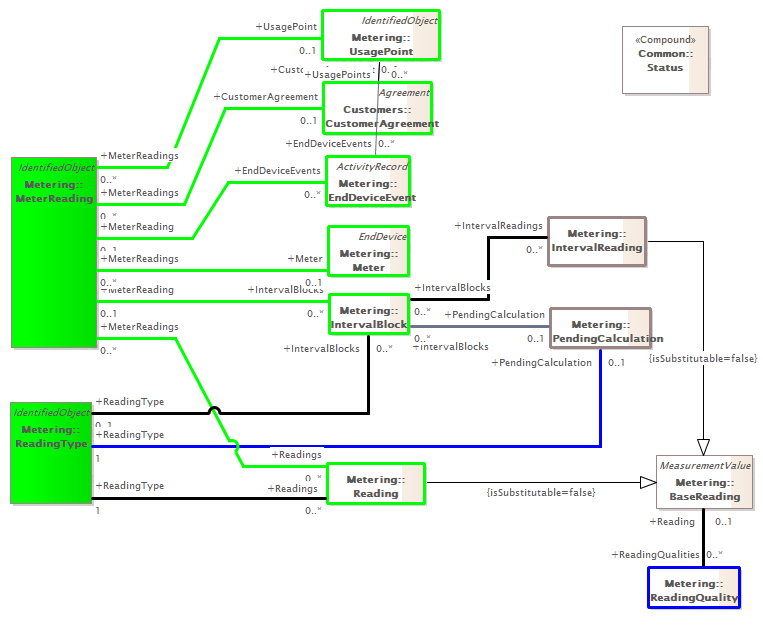 IdentifiedObject
Metering::
UsagePoint
+UsagePoint
0..1
«Compound»
Common::
Status
+UsagePoints
0..*
Agreement
Customers::
CustomerAgreement
+CustomerAgreement
0..1
+EndDeviceEvents
0..*
+MeterReadings
0..*
IdentifiedObject
Metering::
MeterReading
+EndDeviceEvents
0..*
ActivityRecord
Metering::
EndDeviceEvent
+MeterReadings
0..*
+MeterReading
0..1
EndDevice
Metering::
Meter
+MeterReadings
0..*
+Meter
0..1
+IntervalReadings
0..*
Metering::
IntervalReading
+MeterReading
0..1
+IntervalBlocks
0..*
Metering::
IntervalBlock
+IntervalBlocks
0..*
+PendingCalculation
0..1
Metering::
PendingCalculation
0..*
+IntervalBlocks
+MeterReadings
0..*
+IntervalBlocks
0..*
+PendingCalculation
0..1
{isSubstitutable=false}
IdentifiedObject
Metering::
ReadingType
+ReadingType
0..1
+ReadingType
1
+Readings
0..*
MeasurementValue
Metering::
BaseReading
+ReadingType
1
+Readings
0..*
Metering::
Reading
{isSubstitutable=false}
+Reading
0..1
+ReadingQualities
0..*
Metering::
ReadingQuality